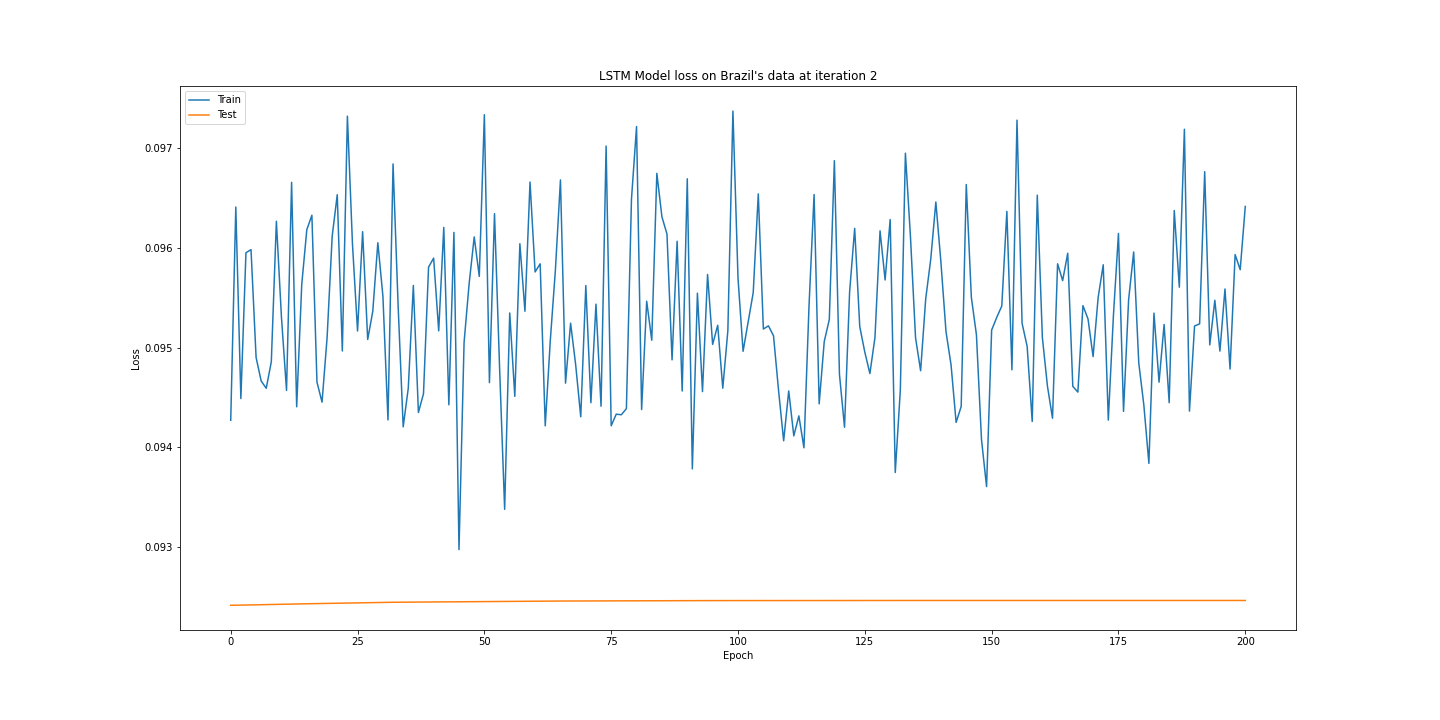 LSTM Model loss on Brazil's data at iteration 2
Train
Test
0.097
0.096
0.095
0.094
0.093
Loss
0 25 50 75 100 125 150 175 200
Epoch